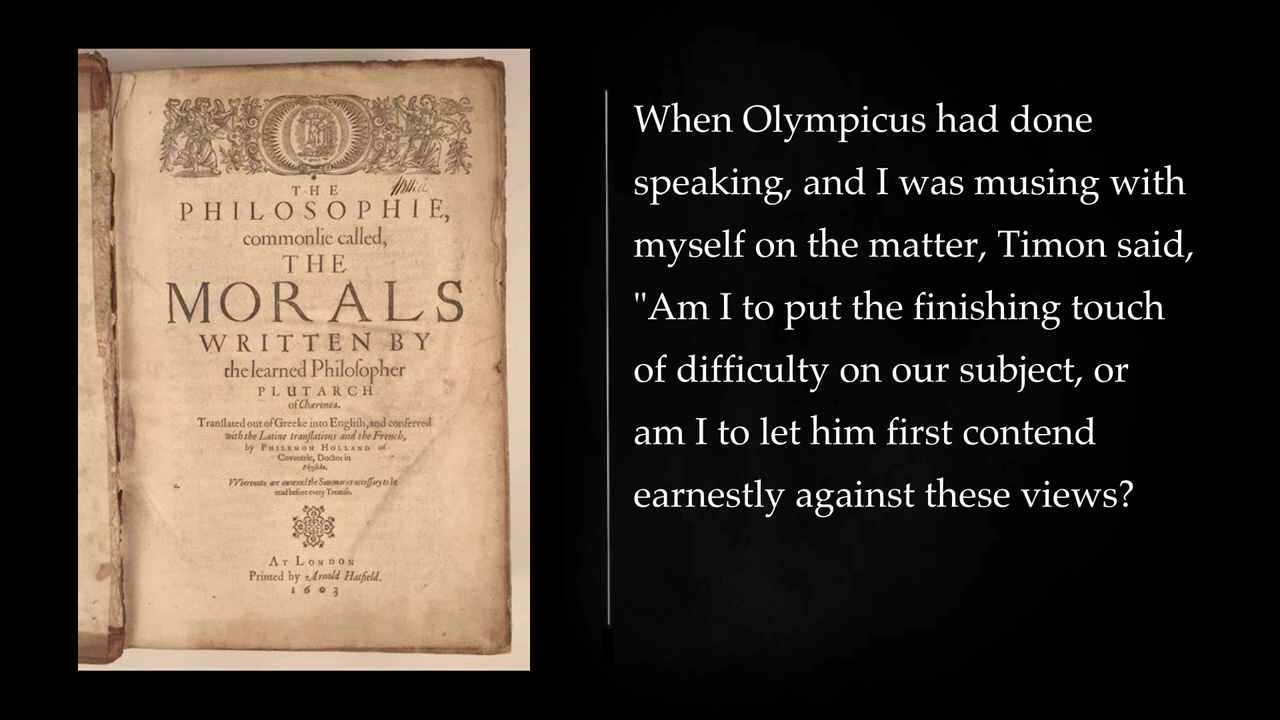 THE
PHILOSOPHIE,
commonlie called,
THE
MORALS
WRITTEN BY
the learned Philosopher
PLUTARCH
of Chæronea.
Translated out of Greeke into English, and conferred
with the Latine translations and the French,
by PHILEMON HOLLAND of
Coventrie, Doctor in
Physicke.
VVhereunto are annexed the Summaries necessary to be
read before every Treatise.
AT LONDON
Printed by Arnold Hatfield.
1603
When Olympicus had done
speaking, and I was musing with
myself on the matter, Timon said,
"Am I to put the finishing touch
of difficulty on our subject, or
am I to let him first contend
earnestly against these views?